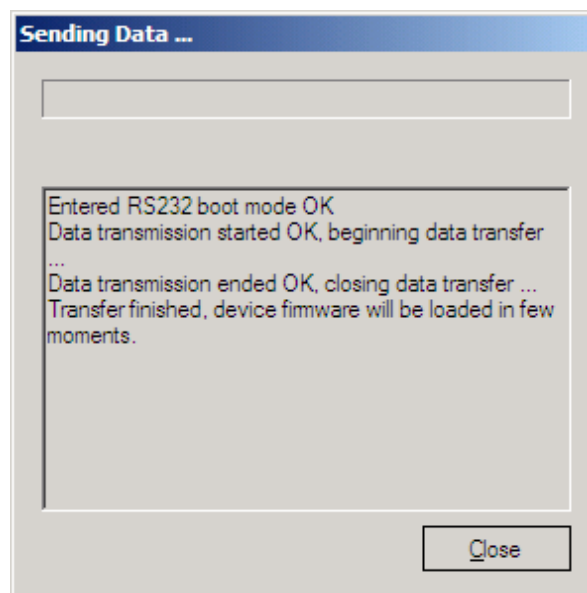 Sending Data ...
Entered RS232 boot mode OK
Data transmission started OK, beginning data transfer
...
Data transmission ended OK, closing data transfer ...
Transfer finished, device firmware will be loaded in few
moments.
Close